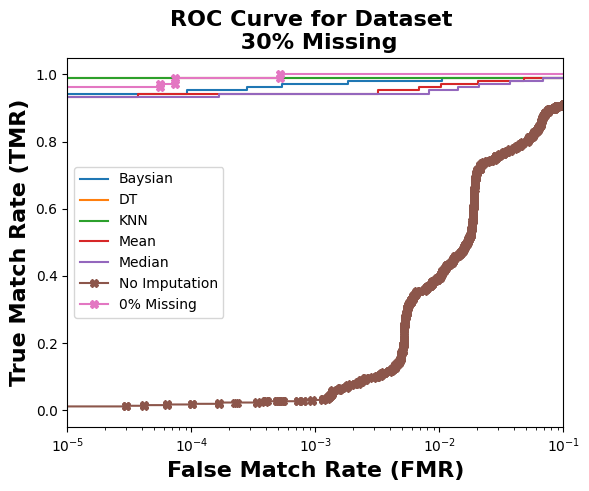 ROC Curve for Dataset
30% Missing
True Match Rate (TMR)
1.0
0.8
0.6
0.4
0.2
0.0
Baysian
DT
KNN
Mean
Median
No Imputation
0% Missing
10⁻⁵
10⁻⁴
10⁻³
10⁻²
10⁻¹
False Match Rate (FMR)